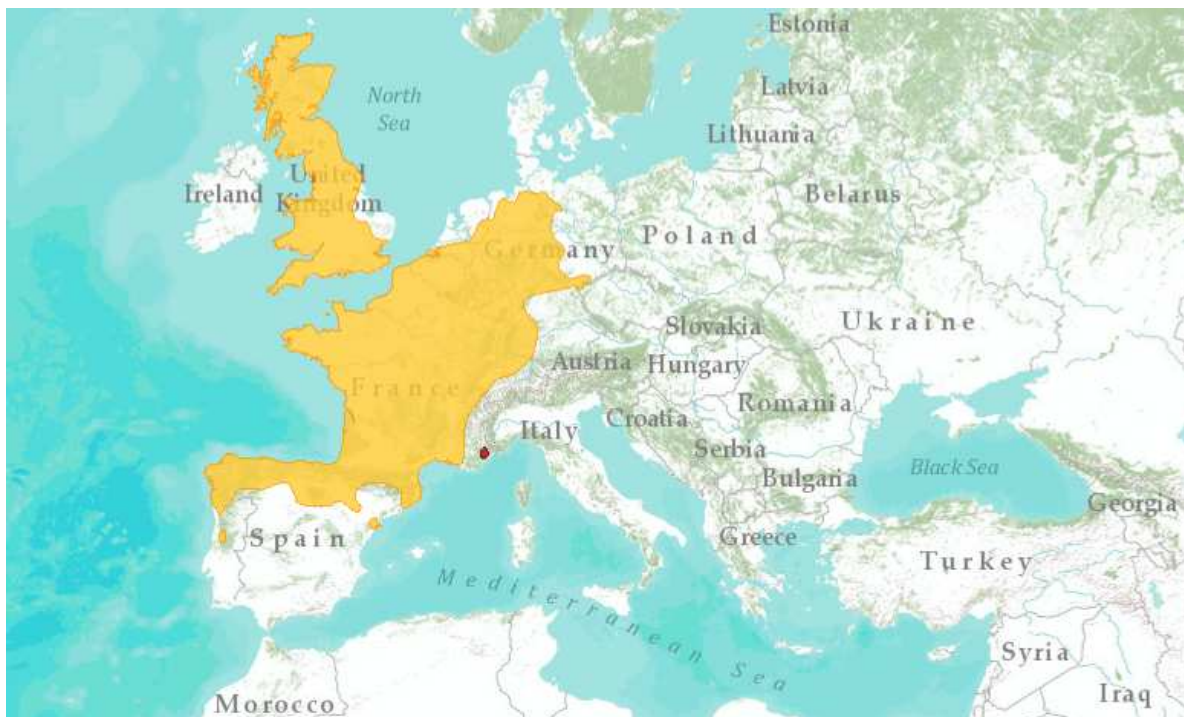 Estonia
North
Sea
Latvia
Lithuania
United
Ireland
Kingdom
Belarus
Poland
Germany
Ukraine
Slovakia
Austria
Hungary
France
Romania
Croatia
Italy
Serbia
Black Sea
Bulgaria
Georgia
Spain
Greece
Turkey
Mediterranean Sea
Syria
Iraq
Morocco